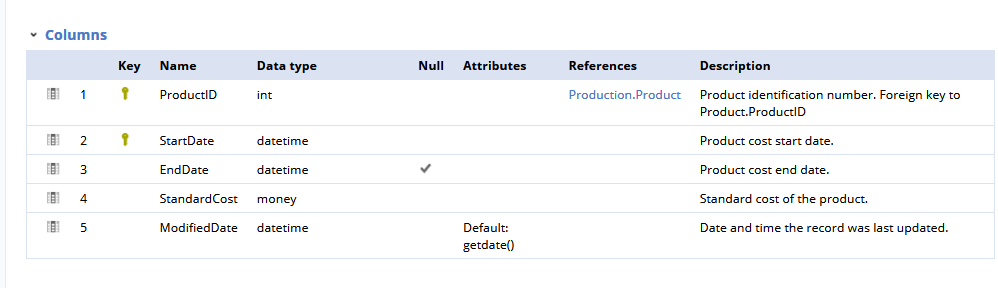 Columns
Key Name Data type Null Attributes References Description
1 ProductID int Production.Product Product identification number. Foreign key to
Product.ProductID
2 StartDate datetime Product cost start date.
3 EndDate datetime Product cost end date.
4 StandardCost money Standard cost of the product.
5 ModifiedDate datetime Default: Date and time the record was last updated.
getdate()